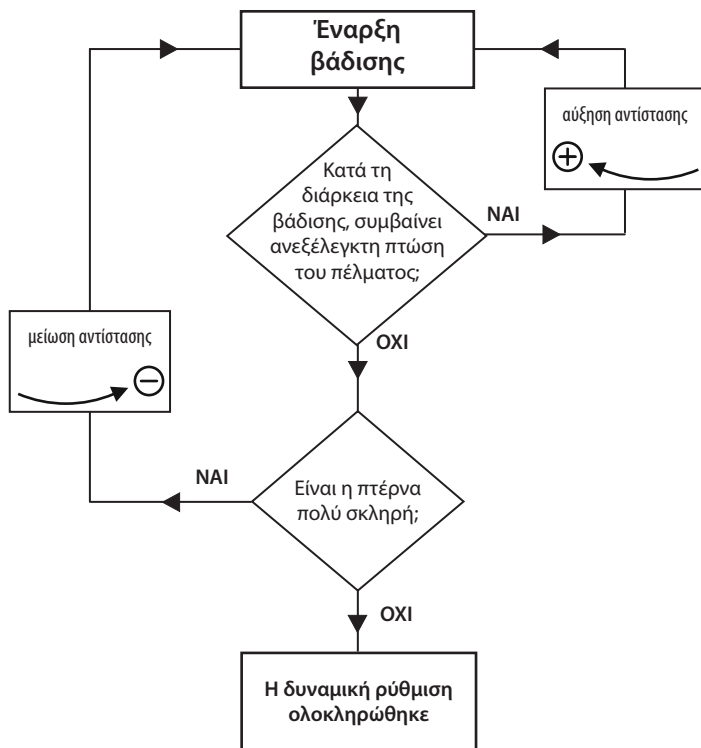 Έναρξη
βάδισης
αύξηση αντίστασης
+
Κατά τη
διάρκεια της
βάδισης, συμβαίνει
ανεξέλεγκτη πτώση
του πέλματος;
ΝΑΙ
ΟΧΙ
μείωση αντίστασης
−
ΝΑΙ
Είναι η πτέρνα
πολύ σκληρή;
ΟΧΙ
Η δυναμική ρύθμιση
ολοκληρώθηκε